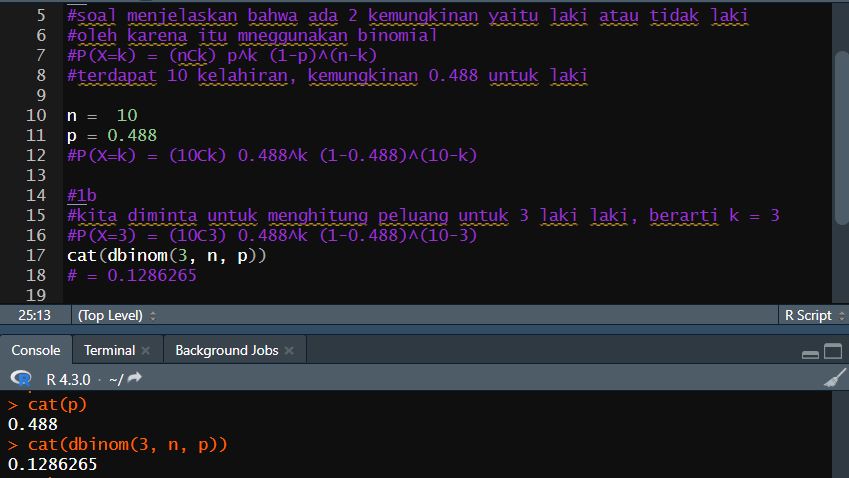 5 #soal menjelaskan bahwa ada 2 kemungkinan yaitu laki atau tidak laki
6 #oleh karena itu mneggunakan binomial
7 #P(X=k) = (nCk) p^k (1-p)^(n-k)
8 #terdapat 10 kelahiran, kemungkinan 0.488 untuk laki
9
10 n =  10
11 p = 0.488
12 #P(X=k) = (10Ck) 0.488^k (1-0.488)^(10-k)
13
14 #1b
15 #kita diminta untuk menghitung peluang untuk 3 laki laki, berarti k = 3
16 #P(X=3) = (10C3) 0.488^k (1-0.488)^(10-3)
17 cat(dbinom(3, n, p))
18 # = 0.1286265
19
25:13 (Top Level) R Script
Console Terminal Background Jobs
R R 4.3.0 · ~/
> cat(p)
0.488
> cat(dbinom(3, n, p))
0.1286265